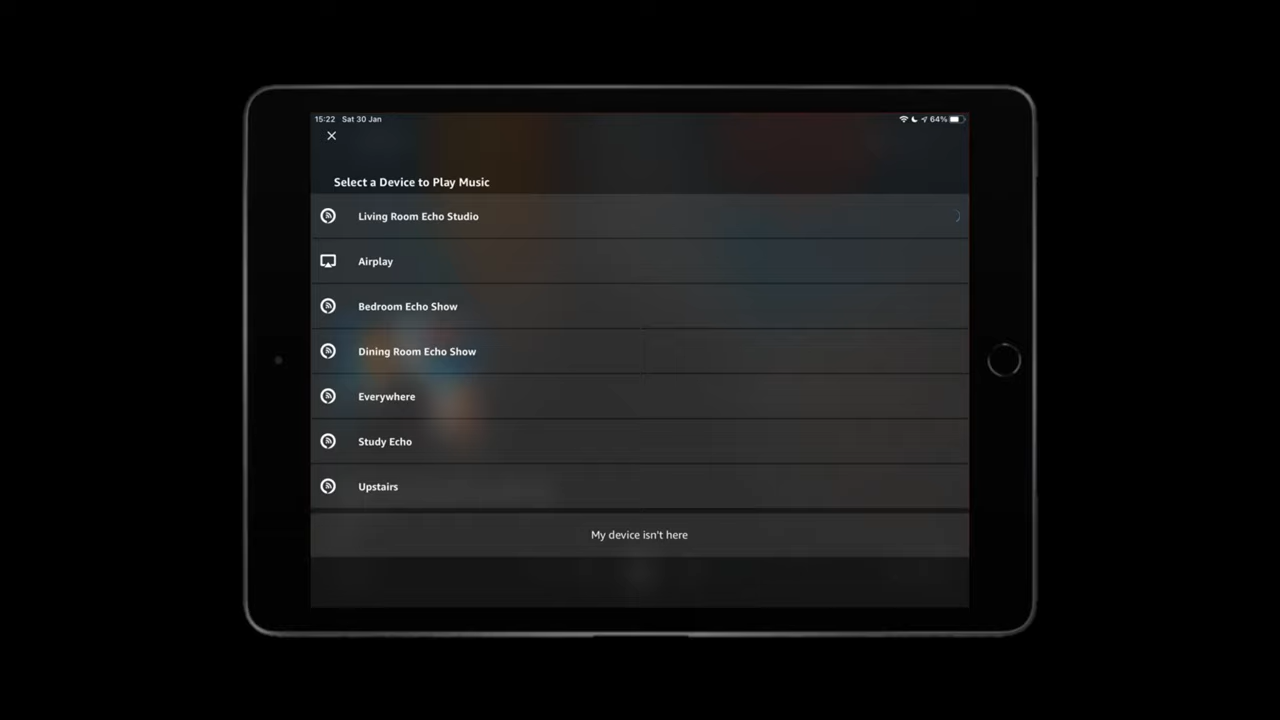 15:22 Sat 30 Jan 64%
Select a Device to Play Music
Living Room Echo Studio
Airplay
Bedroom Echo Show
Dining Room Echo Show
Everywhere
Study Echo
Upstairs
My device isn't here